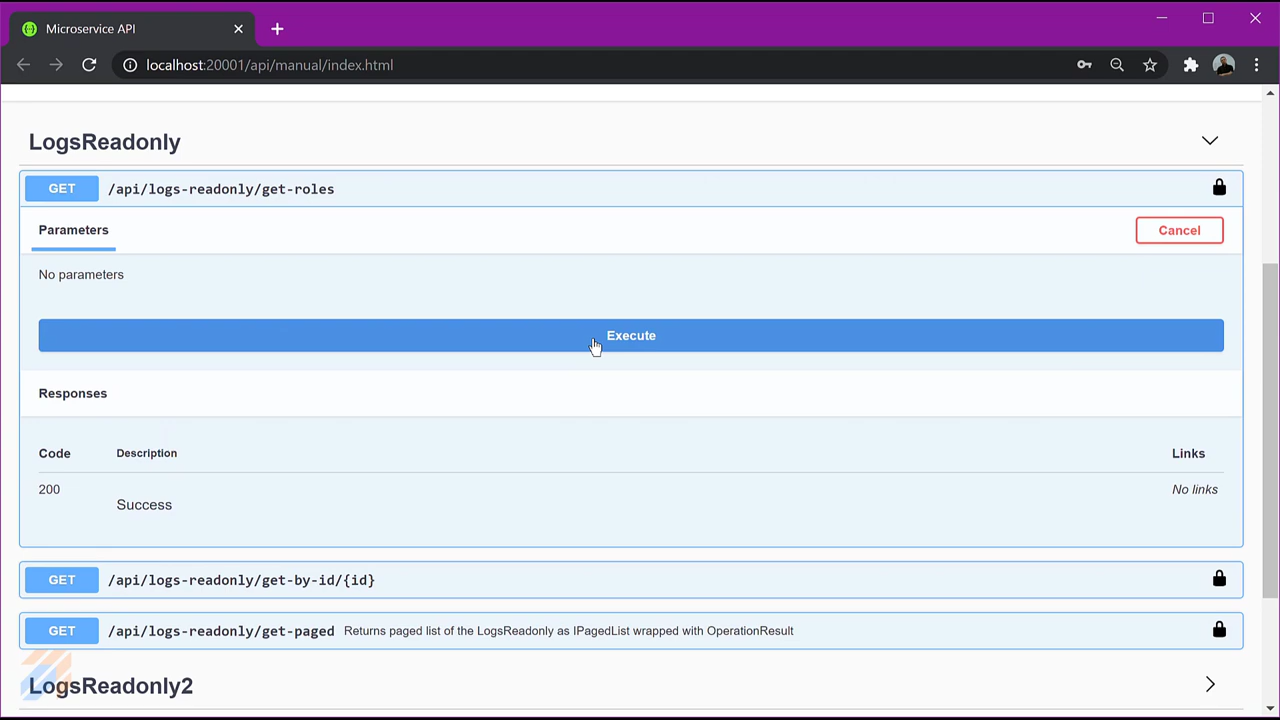 Microservice API
localhost:20001/api/manual/index.html
LogsReadonly
GET /api/logs-readonly/get-roles
Parameters
Cancel
No parameters
Execute
Responses
Code Description Links
200 Success No links
GET /api/logs-readonly/get-by-id/{id}
GET /api/logs-readonly/get-paged Returns paged list of the LogsReadonly as IPagedList wrapped with OperationResult
LogsReadonly2